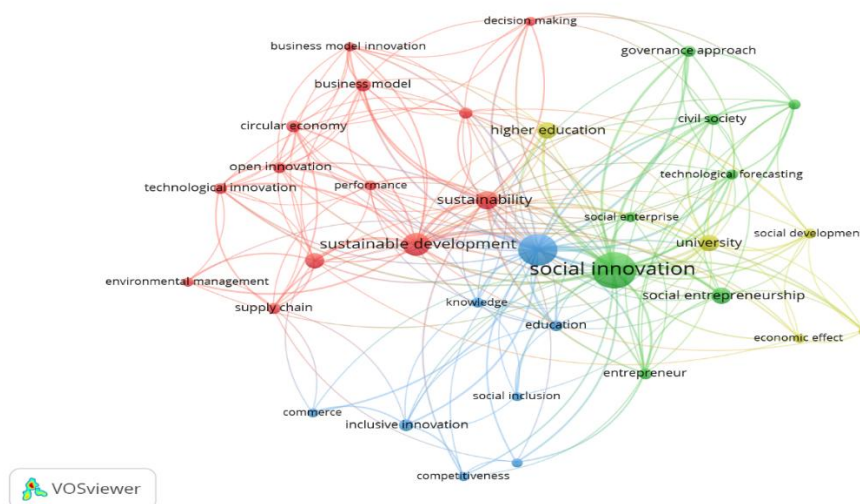 decision making
business model innovation
governance approach
business model
civil society
circular economy
higher education
open innovation
technological forecasting
technological innovation
performance
sustainability
social enterprise
social development
sustainable development
university
social innovation
environmental management
knowledge
social entrepreneurship
supply chain
education
economic effect
entrepreneur
social inclusion
commerce
inclusive innovation
competitiveness
VOSviewer